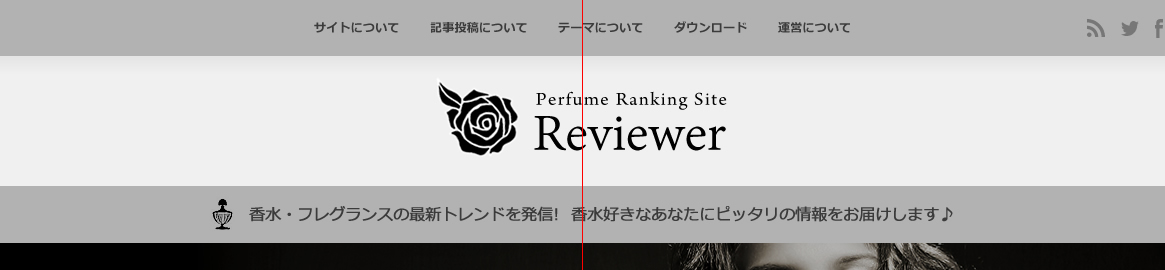 サイトについて 記事投稿について テーマについて ダウンロード 運営について
Perfume Ranking Site
Reviewer
香水・フレグランスの最新トレンドを発信! 香水好きなあなたにピッタリの情報をお届けします♪